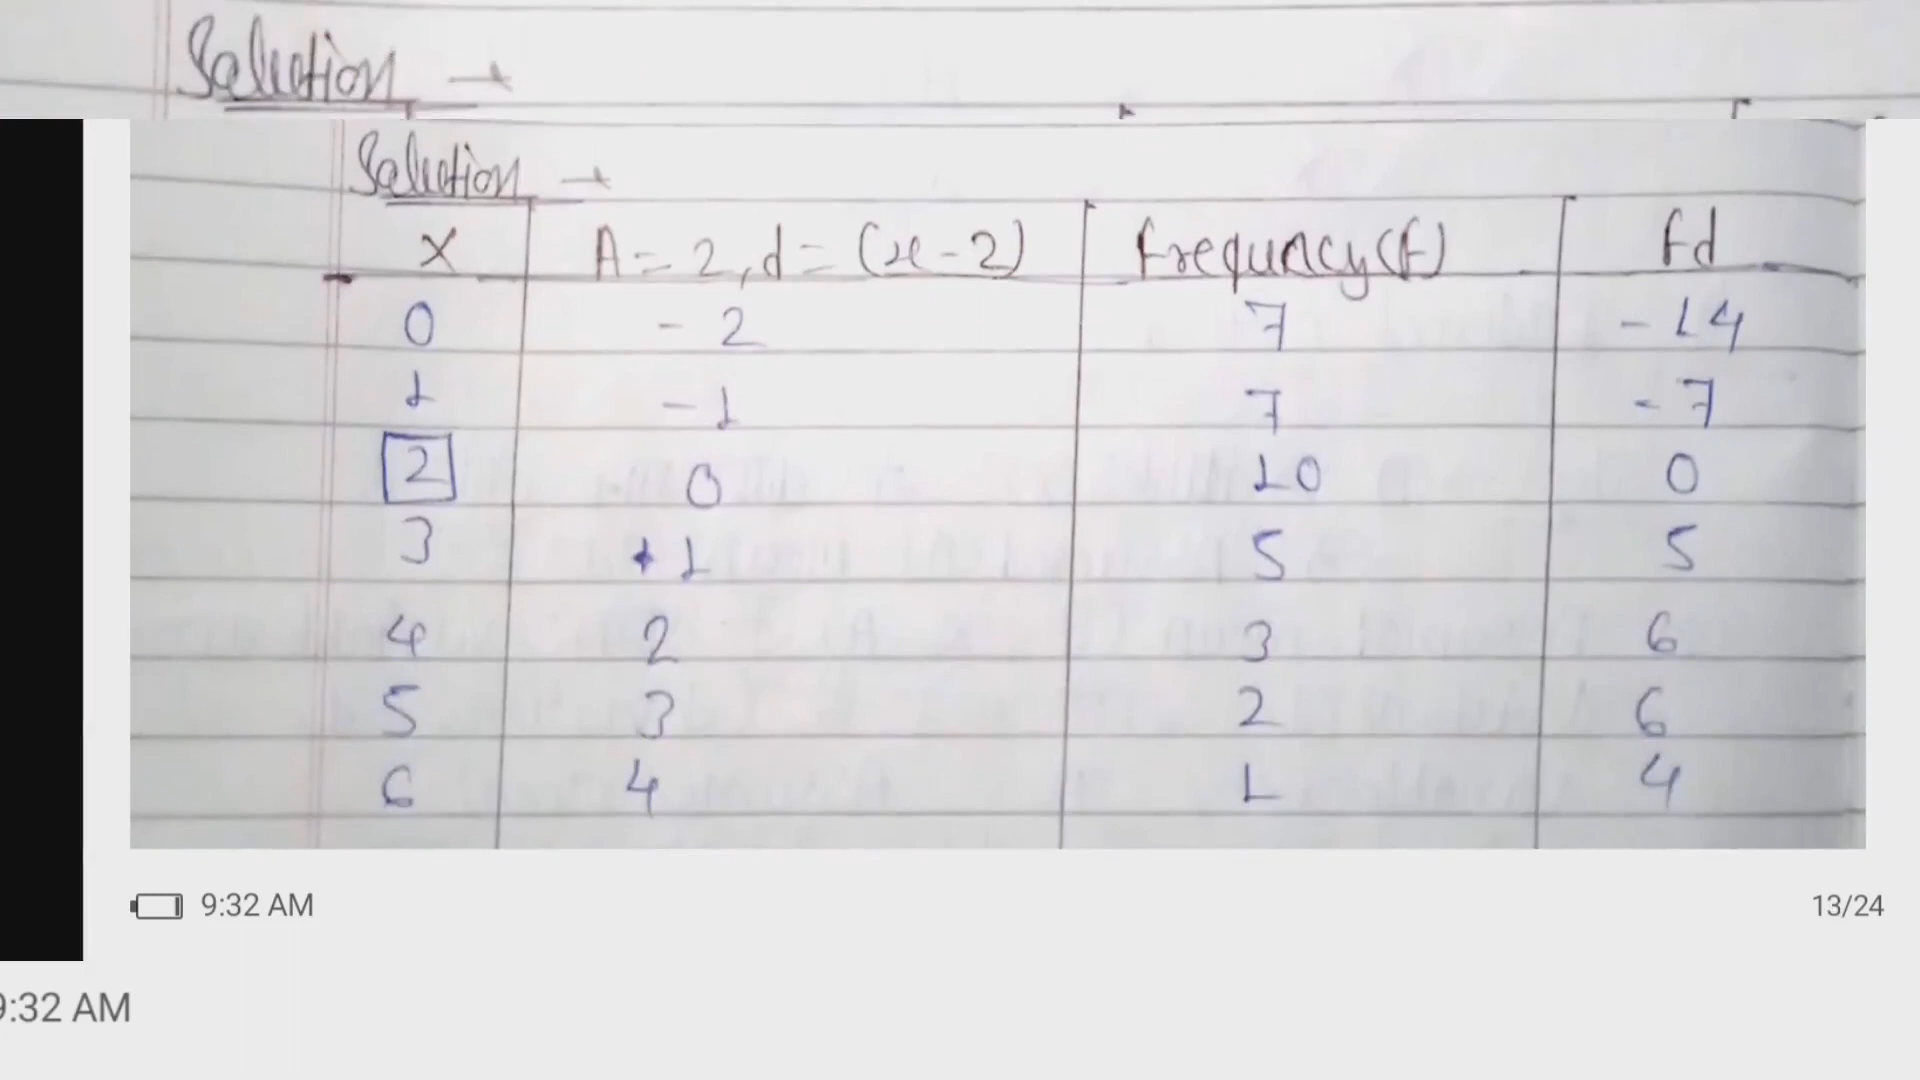 Solution →
Solution →
X A = 2, d = (x - 2) Frequncy(f) fd
0 - 2 7 - 14
1 - 1 7 - 7
2 0 10 0
3 + 1 5 5
4 2 3 6
5 3 2 6
6 4 1 4
9:32 AM 13/24
9:32 AM